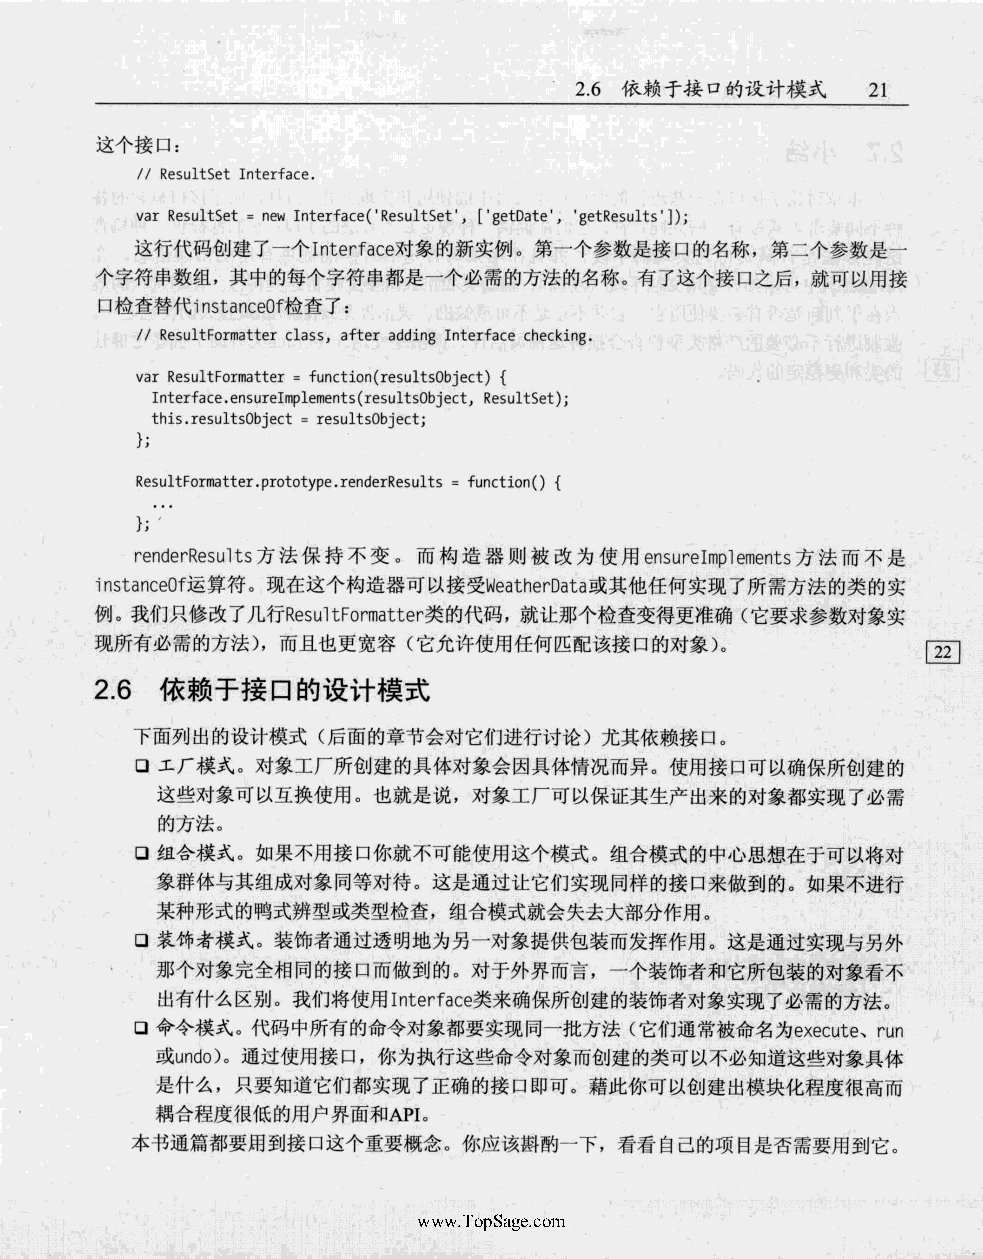 2.6 依赖于接口的设计模式 21
这个接口：
// ResultSet Interface.
var ResultSet = new Interface('ResultSet', ['getDate', 'getResults']);
这行代码创建了一个Interface对象的新实例。第一个参数是接口的名称，第二个参数是一
个字符串数组，其中的每个字符串都是一个必需的方法的名称。有了这个接口之后，就可以用接
口检查替代instanceOf检查了：
// ResultFormatter class, after adding Interface checking.
var ResultFormatter = function(resultsObject) {
Interface.ensureImplements(resultsObject, ResultSet);
this.resultsObject = resultsObject;
};
ResultFormatter.prototype.renderResults = function() {
...
};
renderResults方法保持不变。而构造器则被改为使用ensureImplements方法而不是
instanceOf运算符。现在这个构造器可以接受WeatherData或其他任何实现了所需方法的类的实
例。我们只修改了几行ResultFormatter类的代码，就让那个检查变得更准确（它要求参数对象实
现所有必需的方法），而且也更宽容（它允许使用任何匹配该接口的对象）。
22
2.6 依赖于接口的设计模式
下面列出的设计模式（后面的章节会对它们进行讨论）尤其依赖接口。
❑ 工厂模式。对象工厂所创建的具体对象会因具体情况而异。使用接口可以确保所创建的
这些对象可以互换使用。也就是说，对象工厂可以保证其生产出来的对象都实现了必需
的方法。
❑ 组合模式。如果不用接口你就不可能使用这个模式。组合模式的中心思想在于可以将对
象群体与其组成对象同等对待。这是通过让它们实现同样的接口来做到的。如果不进行
某种形式的鸭式辨型或类型检查，组合模式就会失去大部分作用。
❑ 装饰者模式。装饰者通过透明地为另一对象提供包装而发挥作用。这是通过实现与另外
那个对象完全相同的接口而做到的。对于外界而言，一个装饰者和它所包装的对象看不
出有什么区别。我们将使用Interface类来确保所创建的装饰者对象实现了必需的方法。
❑ 命令模式。代码中所有的命令对象都要实现同一批方法（它们通常被命名为execute、run
或undo）。通过使用接口，你为执行这些命令对象而创建的类可以不必知道这些对象具体
是什么，只要知道它们都实现了正确的接口即可。藉此你可以创建出模块化程度很高而
耦合程度很低的用户界面和API。
本书通篇都要用到接口这个重要概念。你应该斟酌一下，看看自己的项目是否需要用到它。
www.TopSage.com